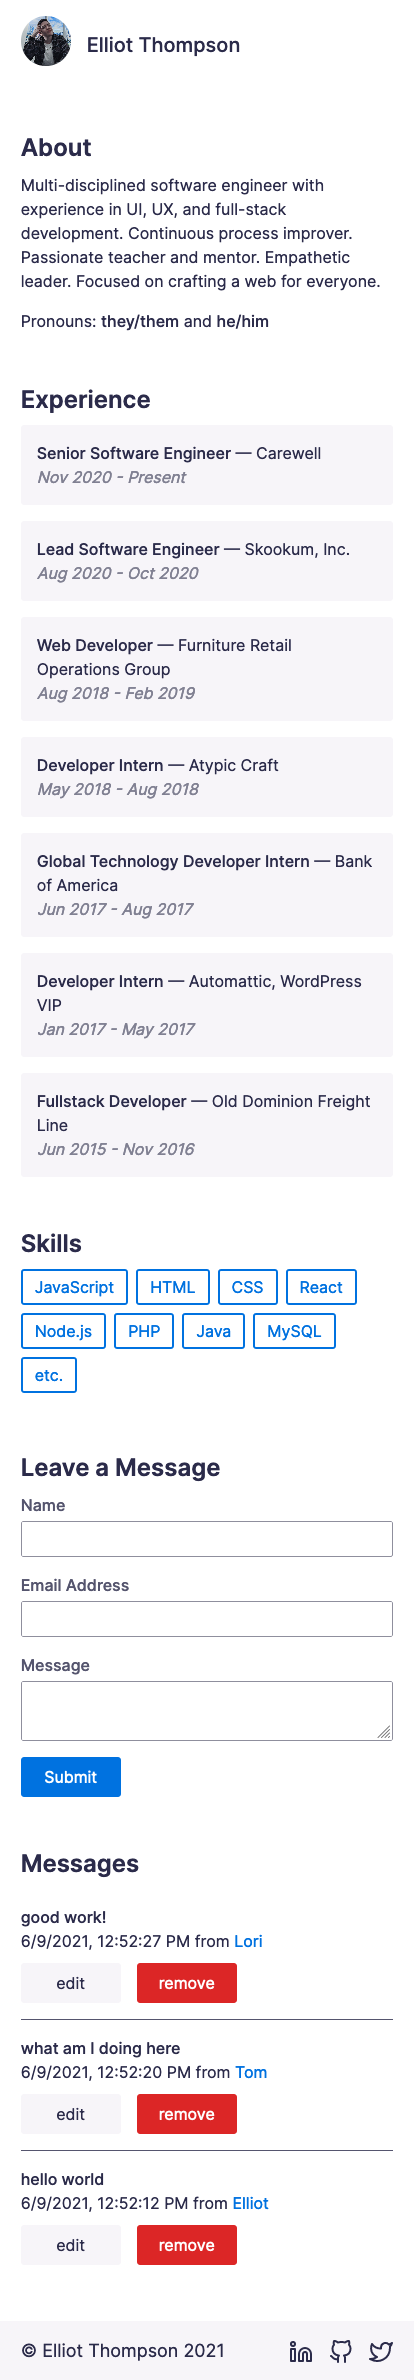 Elliot Thompson
About
Multi-disciplined software engineer with
experience in UI, UX, and full-stack
development. Continuous process improver.
Passionate teacher and mentor. Empathetic
leader. Focused on crafting a web for everyone.
Pronouns: they/them and he/him
Experience
Senior Software Engineer — Carewell
Nov 2020 - Present
Lead Software Engineer — Skookum, Inc.
Aug 2020 - Oct 2020
Web Developer — Furniture Retail
Operations Group
Aug 2018 - Feb 2019
Developer Intern — Atypic Craft
May 2018 - Aug 2018
Global Technology Developer Intern — Bank
of America
Jun 2017 - Aug 2017
Developer Intern — Automattic, WordPress
VIP
Jan 2017 - May 2017
Fullstack Developer — Old Dominion Freight
Line
Jun 2015 - Nov 2016
Skills
JavaScript HTML CSS React
Node.js PHP Java MySQL
etc.
Leave a Message
Name
Email Address
Message
Submit
Messages
good work!
6/9/2021, 12:52:27 PM from Lori
edit remove
what am I doing here
6/9/2021, 12:52:20 PM from Tom
edit remove
hello world
6/9/2021, 12:52:12 PM from Elliot
edit remove
© Elliot Thompson 2021